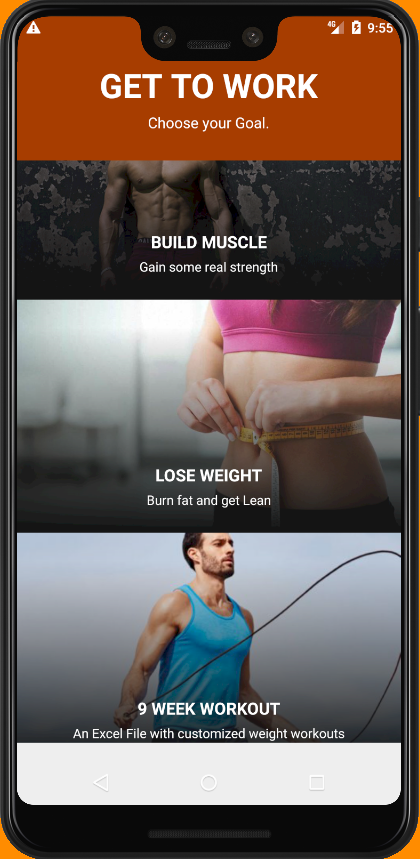 4G 9:55
GET TO WORK
Choose your Goal.
BUILD MUSCLE
Gain some real strength
LOSE WEIGHT
Burn fat and get Lean
9 WEEK WORKOUT
An Excel File with customized weight workouts